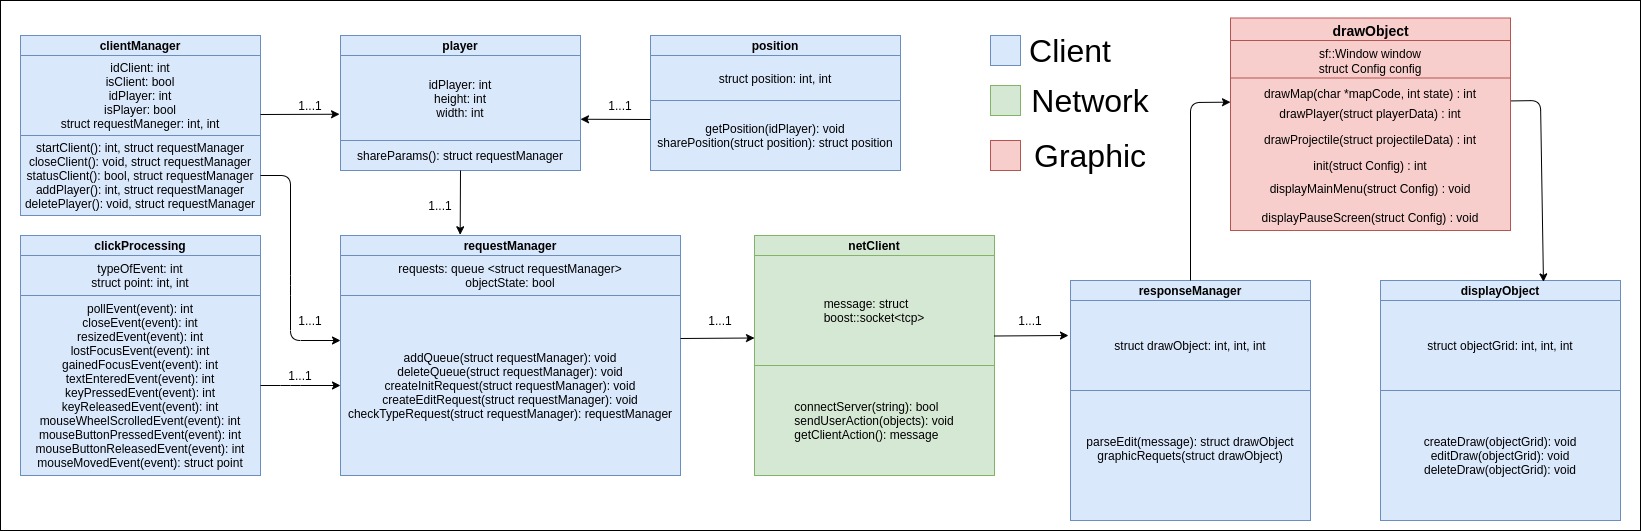 clientManager
idClient: int
isClient: bool
idPlayer: int
isPlayer: bool
struct requestManeger: int, int
startClient(): int, struct requestManager
closeClient(): void, struct requestManager
statusClient(): bool, struct requestManager
addPlayer(): int, struct requestManager
deletePlayer(): void, struct requestManager
1...1
player
idPlayer: int
height: int
width: int
shareParams(): struct requestManager
1...1
position
struct position: int, int
getPosition(idPlayer): void
sharePosition(struct position): struct position
Client
Network
Graphic
drawObject
sf::Window window
struct Config config
drawMap(char *mapCode, int state) : int
drawPlayer(struct playerData) : int
drawProjectile(struct projectileData) : int
init(struct Config) : int
displayMainMenu(struct Config) : void
displayPauseScreen(struct Config) : void
1...1
clickProcessing
typeOfEvent: int
struct point: int, int
pollEvent(event): int
closeEvent(event): int
resizedEvent(event): int
lostFocusEvent(event): int
gainedFocusEvent(event): int
textEnteredEvent(event): int
keyPressedEvent(event): int
keyReleasedEvent(event): int
mouseWheelScrolledEvent(event): int
mouseButtonPressedEvent(event): int
mouseButtonReleasedEvent(event): int
mouseMovedEvent(event): struct point
1...1
1...1
requestManager
requests: queue <struct requestManager>
objectState: bool
addQueue(struct requestManager): void
deleteQueue(struct requestManager): void
createInitRequest(struct requestManager): void
createEditRequest(struct requestManager): void
checkTypeRequest(struct requestManager): requestManager
1...1
netClient
message: struct
boost::socket<tcp>
connectServer(string): bool
sendUserAction(objects): void
getClientAction(): message
1...1
responseManager
struct drawObject: int, int, int
parseEdit(message): struct drawObject
graphicRequets(struct drawObject)
displayObject
struct objectGrid: int, int, int
createDraw(objectGrid): void
editDraw(objectGrid): void
deleteDraw(objectGrid): void